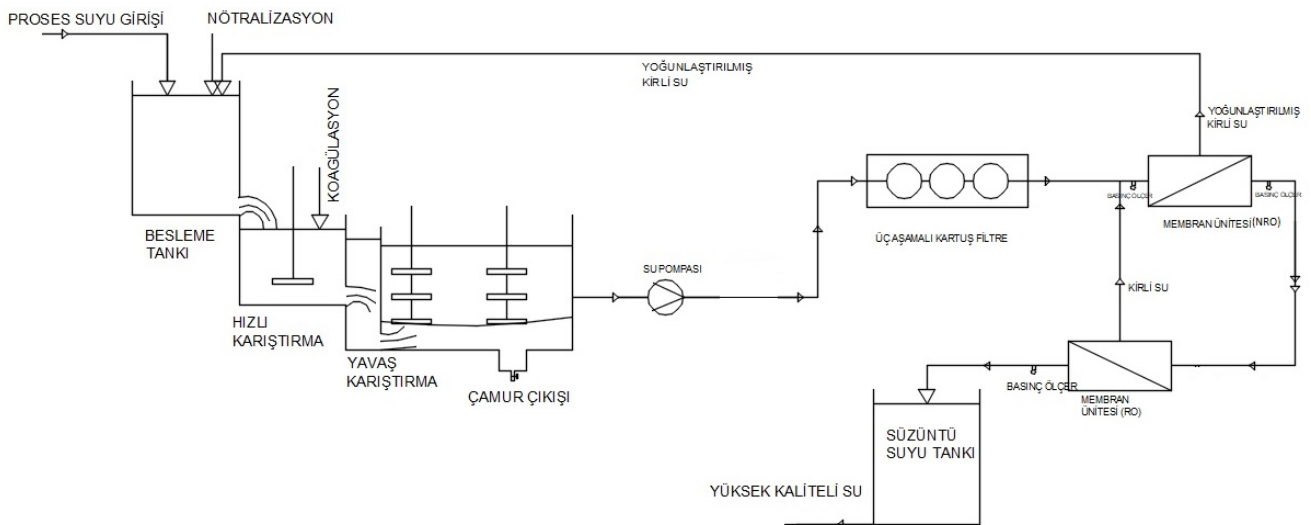 PROSES SUYU GİRİŞİ
NÖTRALİZASYON
YOĞUNLAŞTIRILMIŞ
KİRLİ SU
KOAGÜLASYON
YOĞUNLAŞTIRILMIŞ
KİRLİ SU
BESLEME
TANKI
HIZLI
KARIŞTIRMA
YAVAŞ
KARIŞTIRMA
ÇAMUR ÇIKIŞI
SU POMPASI
ÜÇ AŞAMALI KARTUŞ FİLTRE
BASINÇ ÖLÇER
BASINÇ ÖLÇER
MEMBRAN ÜNİTESİ (NRO)
KİRLİ SU
BASINÇ ÖLÇER
MEMBRAN
ÜNİTESİ (RO)
SÜZÜNTÜ
SUYU TANKI
YÜKSEK KALİTELİ SU